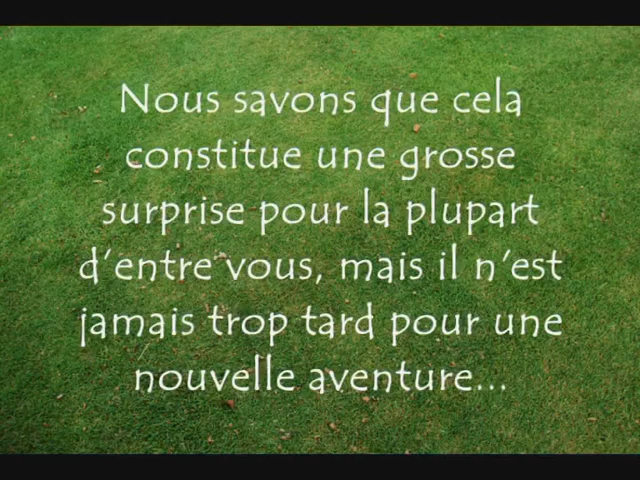 Nous savons que cela
constitue une grosse
surprise pour la plupart
d'entre vous, mais il n'est
jamais trop tard pour une
nouvelle aventure...